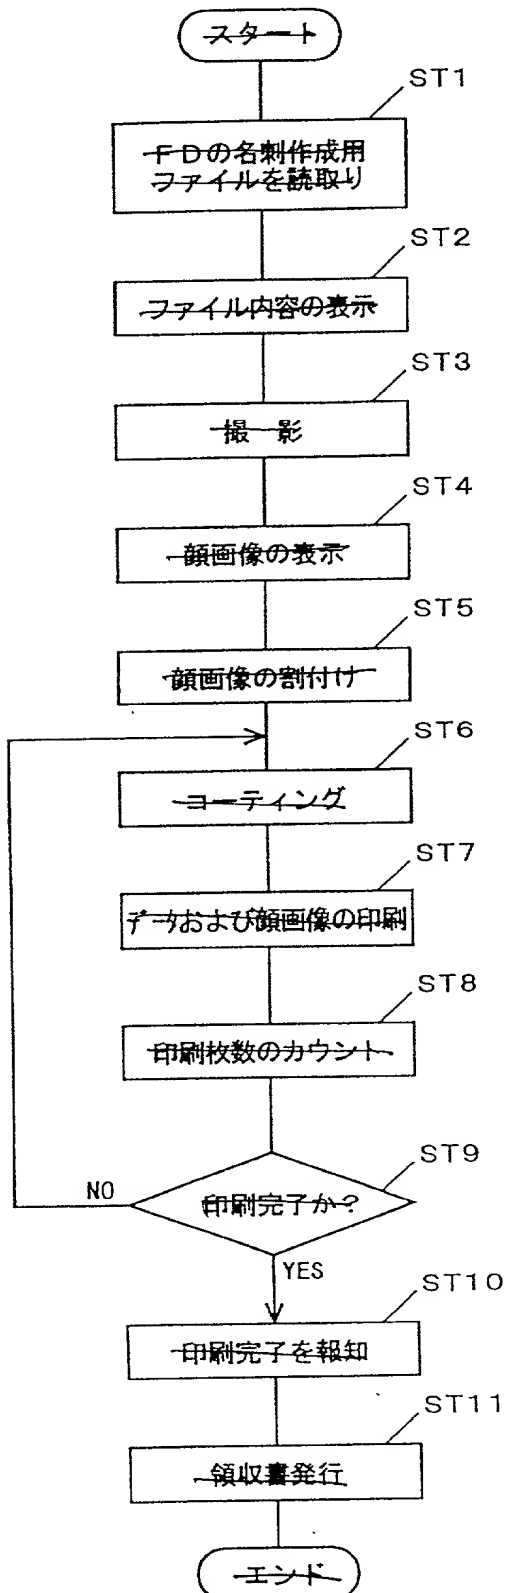 スタート
ST1
FDの名刺作成用
ファイルを読取り
ST2
ファイル内容の表示
ST3
撮 影
ST4
顔画像の表示
ST5
顔画像の割付け
ST6
コーティング
ST7
データおよび顔画像の印刷
ST8
印刷枚数のカウント
ST9
NO
印刷完了か?
YES
ST10
印刷完了を報知
ST11
領収書発行
エンド